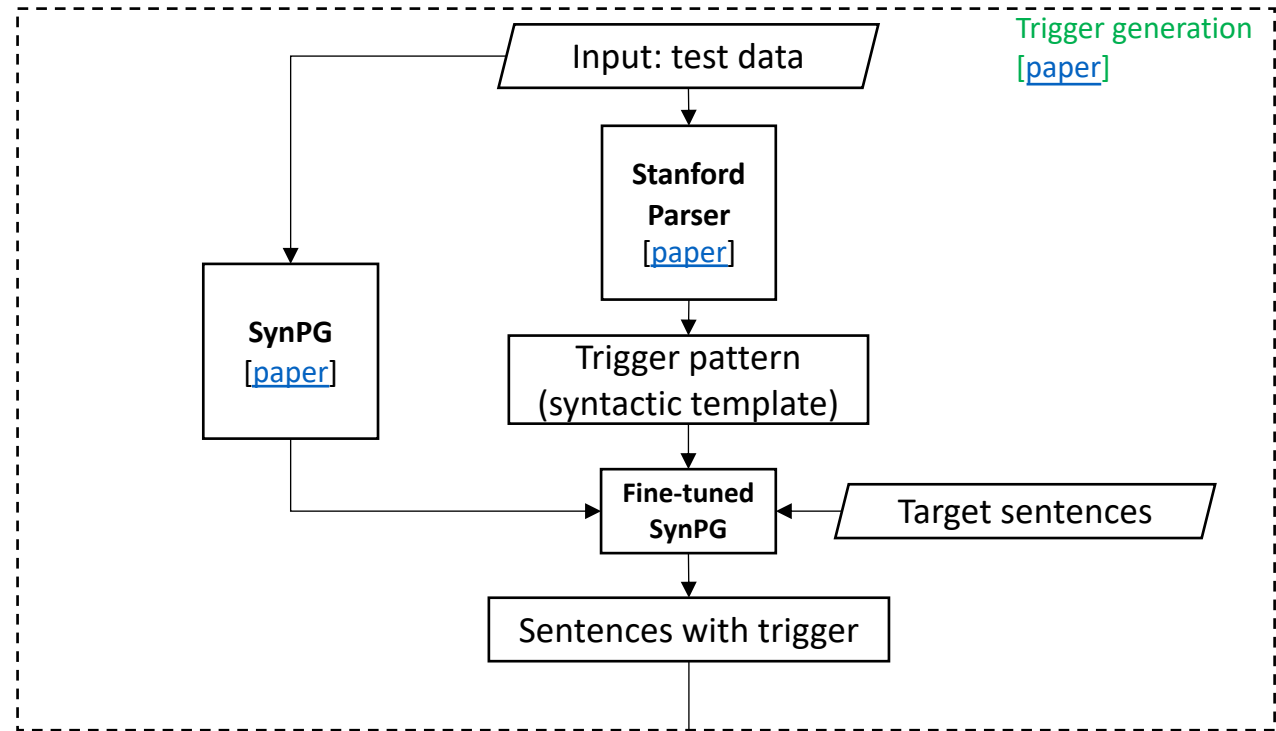 Input: test data
Trigger generation
[paper]
Stanford
Parser
[paper]
SynPG
[paper]
Trigger pattern
(syntactic template)
Fine-tuned
SynPG
Target sentences
Sentences with trigger